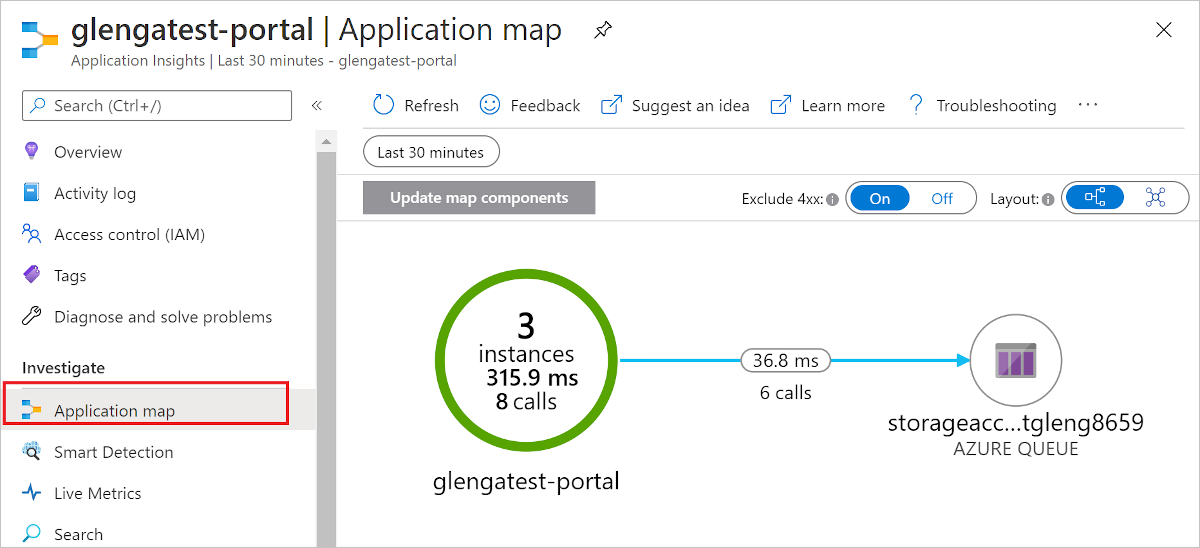 glengatest-portal | Application map
Application Insights | Last 30 minutes - glengatest-portal
Search (Ctrl+/)
«
Overview
Activity log
Access control (IAM)
Tags
Diagnose and solve problems
Investigate
Application map
Smart Detection
Live Metrics
Search
Refresh
Feedback
Suggest an idea
Learn more
? Troubleshooting
...
Last 30 minutes
Update map components
Exclude 4xx:
On
Off
Layout:
3
instances
315.9 ms
8 calls
glengatest-portal
36.8 ms
6 calls
storageacc...tgleng8659
AZURE QUEUE